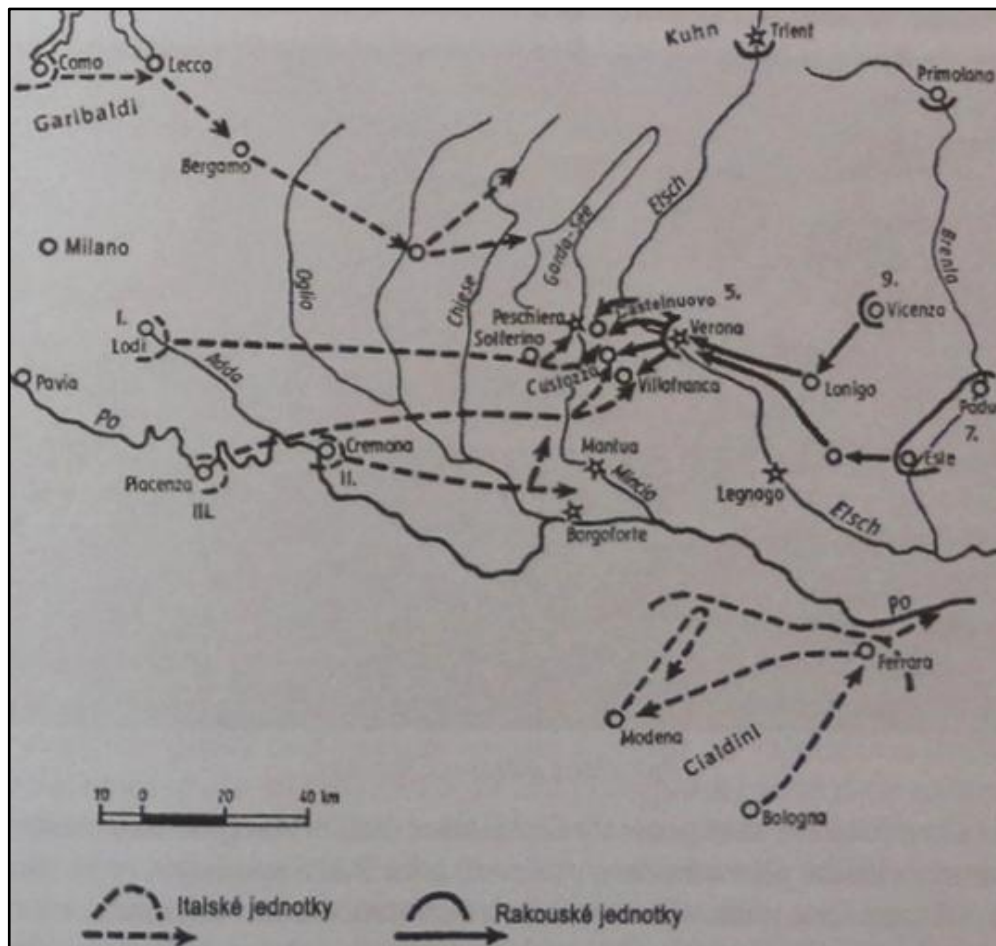 Kuhn
Trient
Como
Lecco
Primolano
Garibaldi
Bergamo
Elsch
Milano
Garda-See
Brenta
Oglio
Chiese
9.
Castelnuovo
5.
Vicenza
I.
Peschiera
Verona
Lodi
Solferino
Adda
Custozza
Villafranca
Lonigo
Pavia
Padu
Po
7.
Cremona
Mantua
Este
Piacenza
II.
Mincio
Legnago
III.
Elsch
Borgoforte
Po
Ferrara
Modena
Cialdini
10 0 20 40 km
Bologna
Italské jednotky
Rakouské jednotky